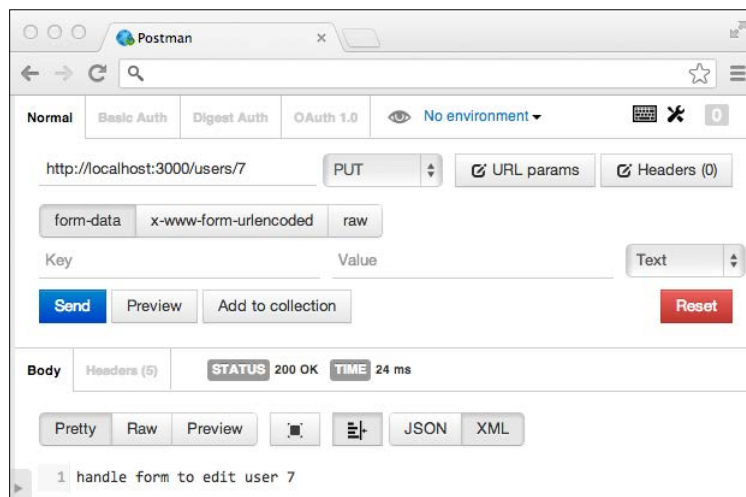 Postman
Normal Basic Auth Digest Auth OAuth 1.0 No environment 0
http://localhost:3000/users/7 PUT URL params Headers (0)
form-data x-www-form-urlencoded raw
Key Value Text
Send Preview Add to collection Reset
Body Headers (5) STATUS 200 OK TIME 24 ms
Pretty Raw Preview JSON XML
1 handle form to edit user 7